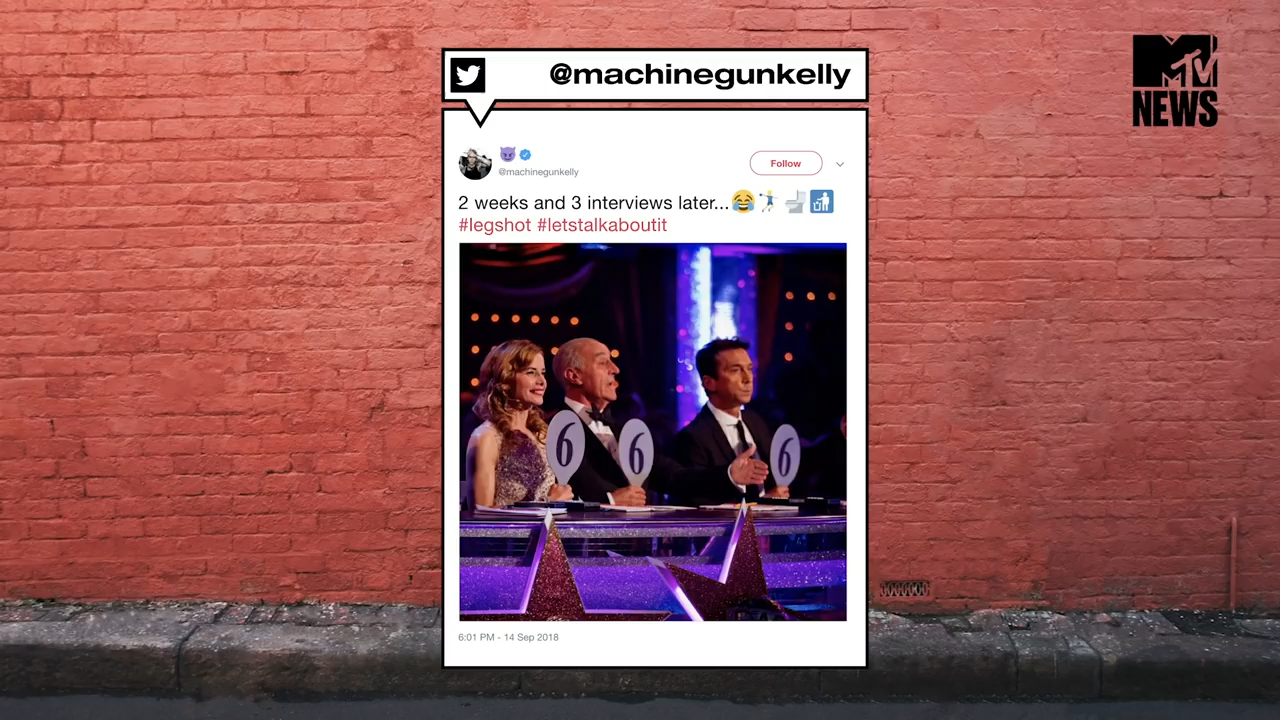 @machinegunkelly
MTV
NEWS
@machinegunkelly
Follow
2 weeks and 3 interviews later...😂🤾🚽🚮
#legshot #letstalkaboutit
6 6 6
6:01 PM - 14 Sep 2018